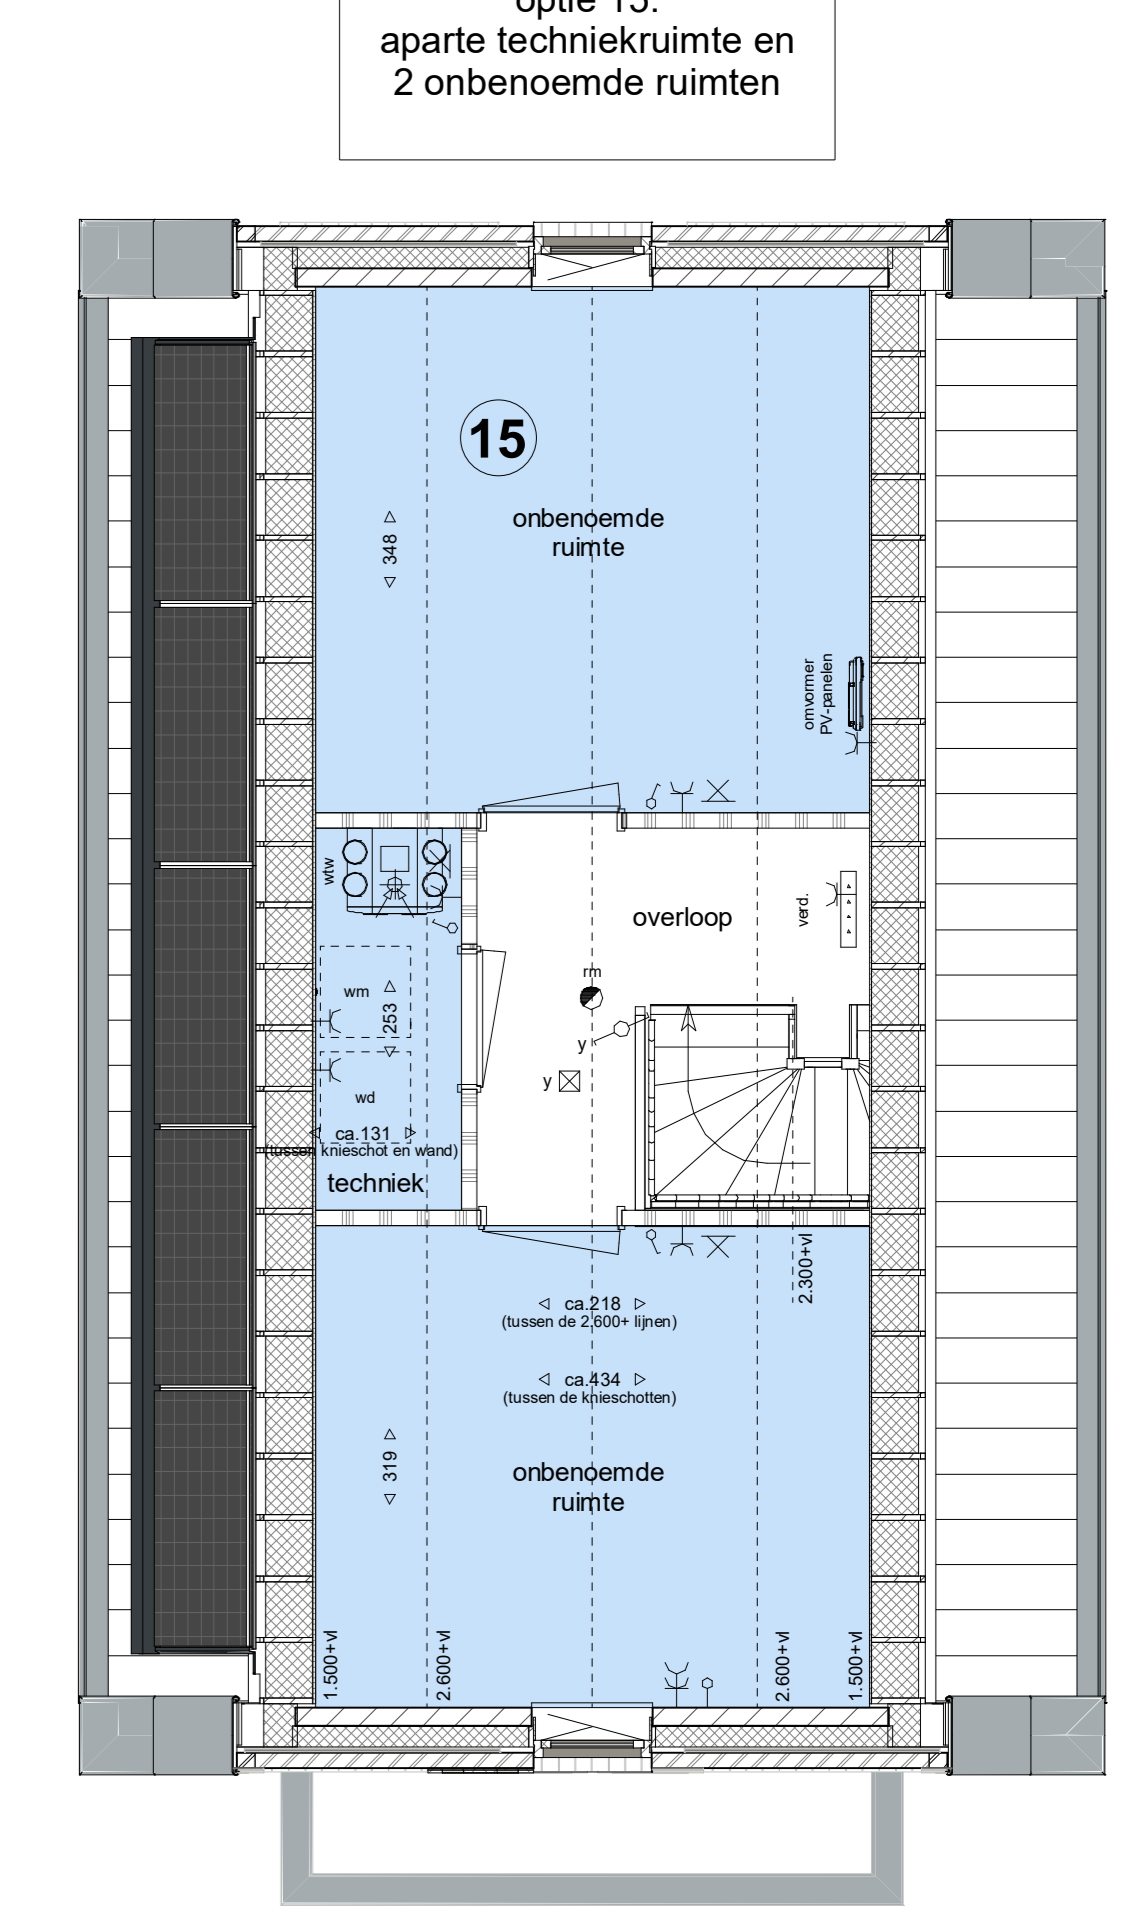 optie 15:
aparte techniekruimte en
2 onbenoemde ruimten
15
onbenoemde
ruimte
348
omvormer
PV-panelen
wtw
overloop
verd.
rm
wm
253
y
y
wd
ca.131
(tussen knieschot en wand)
techniek
2.300+vl
ca.218
(tussen de 2.600+ lijnen)
ca.434
(tussen de knieschotten)
319
onbenoemde
ruimte
1.500+vl
2.600+vl
2.600+vl
1.500+vl